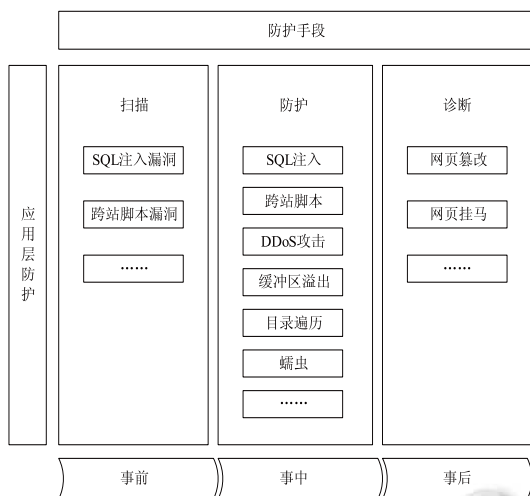 防护手段
应用层防护
扫描
SQL注入漏洞
跨站脚本漏洞
……
防护
SQL注入
跨站脚本
DDoS攻击
缓冲区溢出
目录遍历
蠕虫
……
诊断
网页篡改
网页挂马
……
事前
事中
事后